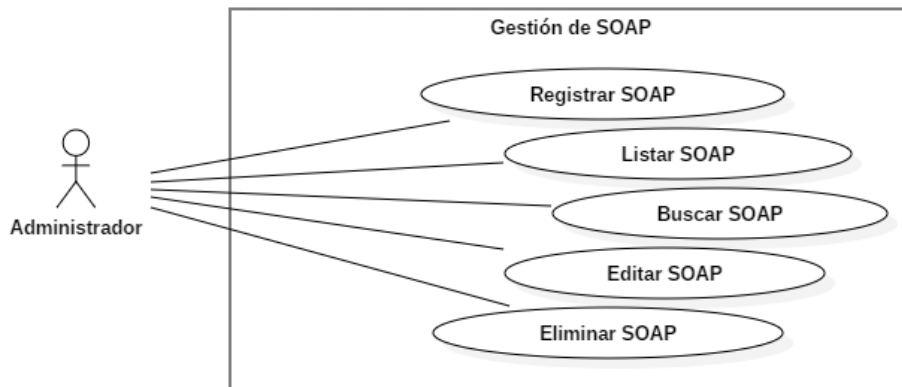 Gestión de SOAP
Registrar SOAP
Listar SOAP
Buscar SOAP
Administrador
Editar SOAP
Eliminar SOAP